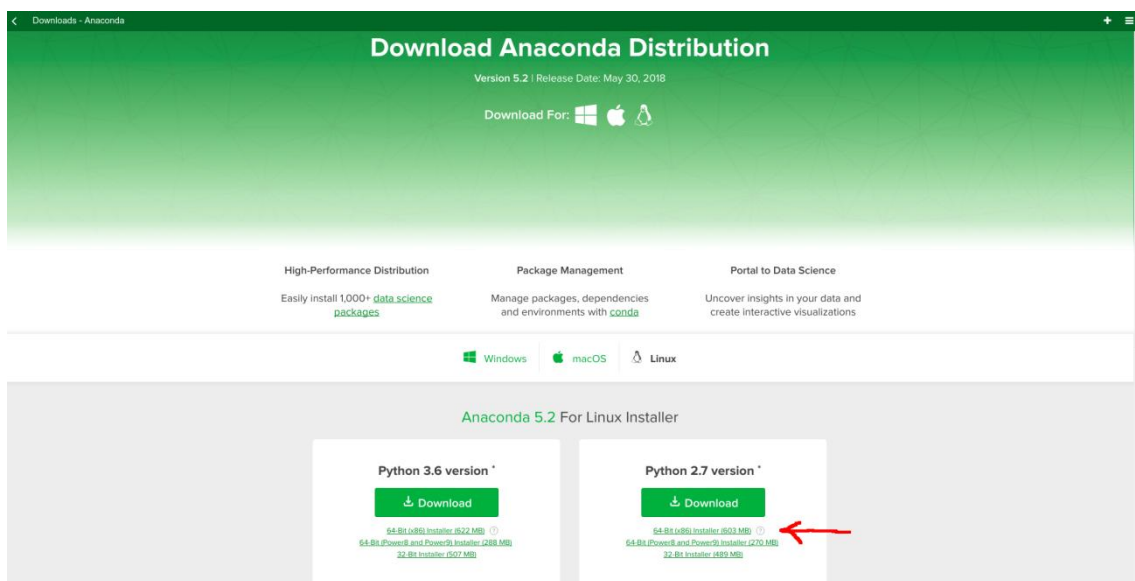 Downloads - Anaconda
Download Anaconda Distribution
Version 5.2 | Release Date: May 30, 2018
Download For:
High-Performance Distribution
Easily install 1,000+ data science
packages
Package Management
Manage packages, dependencies
and environments with conda
Portal to Data Science
Uncover insights in your data and
create interactive visualizations
Windows
macOS
Linux
Anaconda 5.2 For Linux Installer
Python 3.6 version *
Download
64-Bit (x86) Installer (622 MB) ?
64-Bit (Power8 and Power9) Installer (288 MB)
32-Bit Installer (507 MB)
Python 2.7 version *
Download
64-Bit (x86) Installer (603 MB) ?
64-Bit (Power8 and Power9) Installer (270 MB)
32-Bit Installer (489 MB)